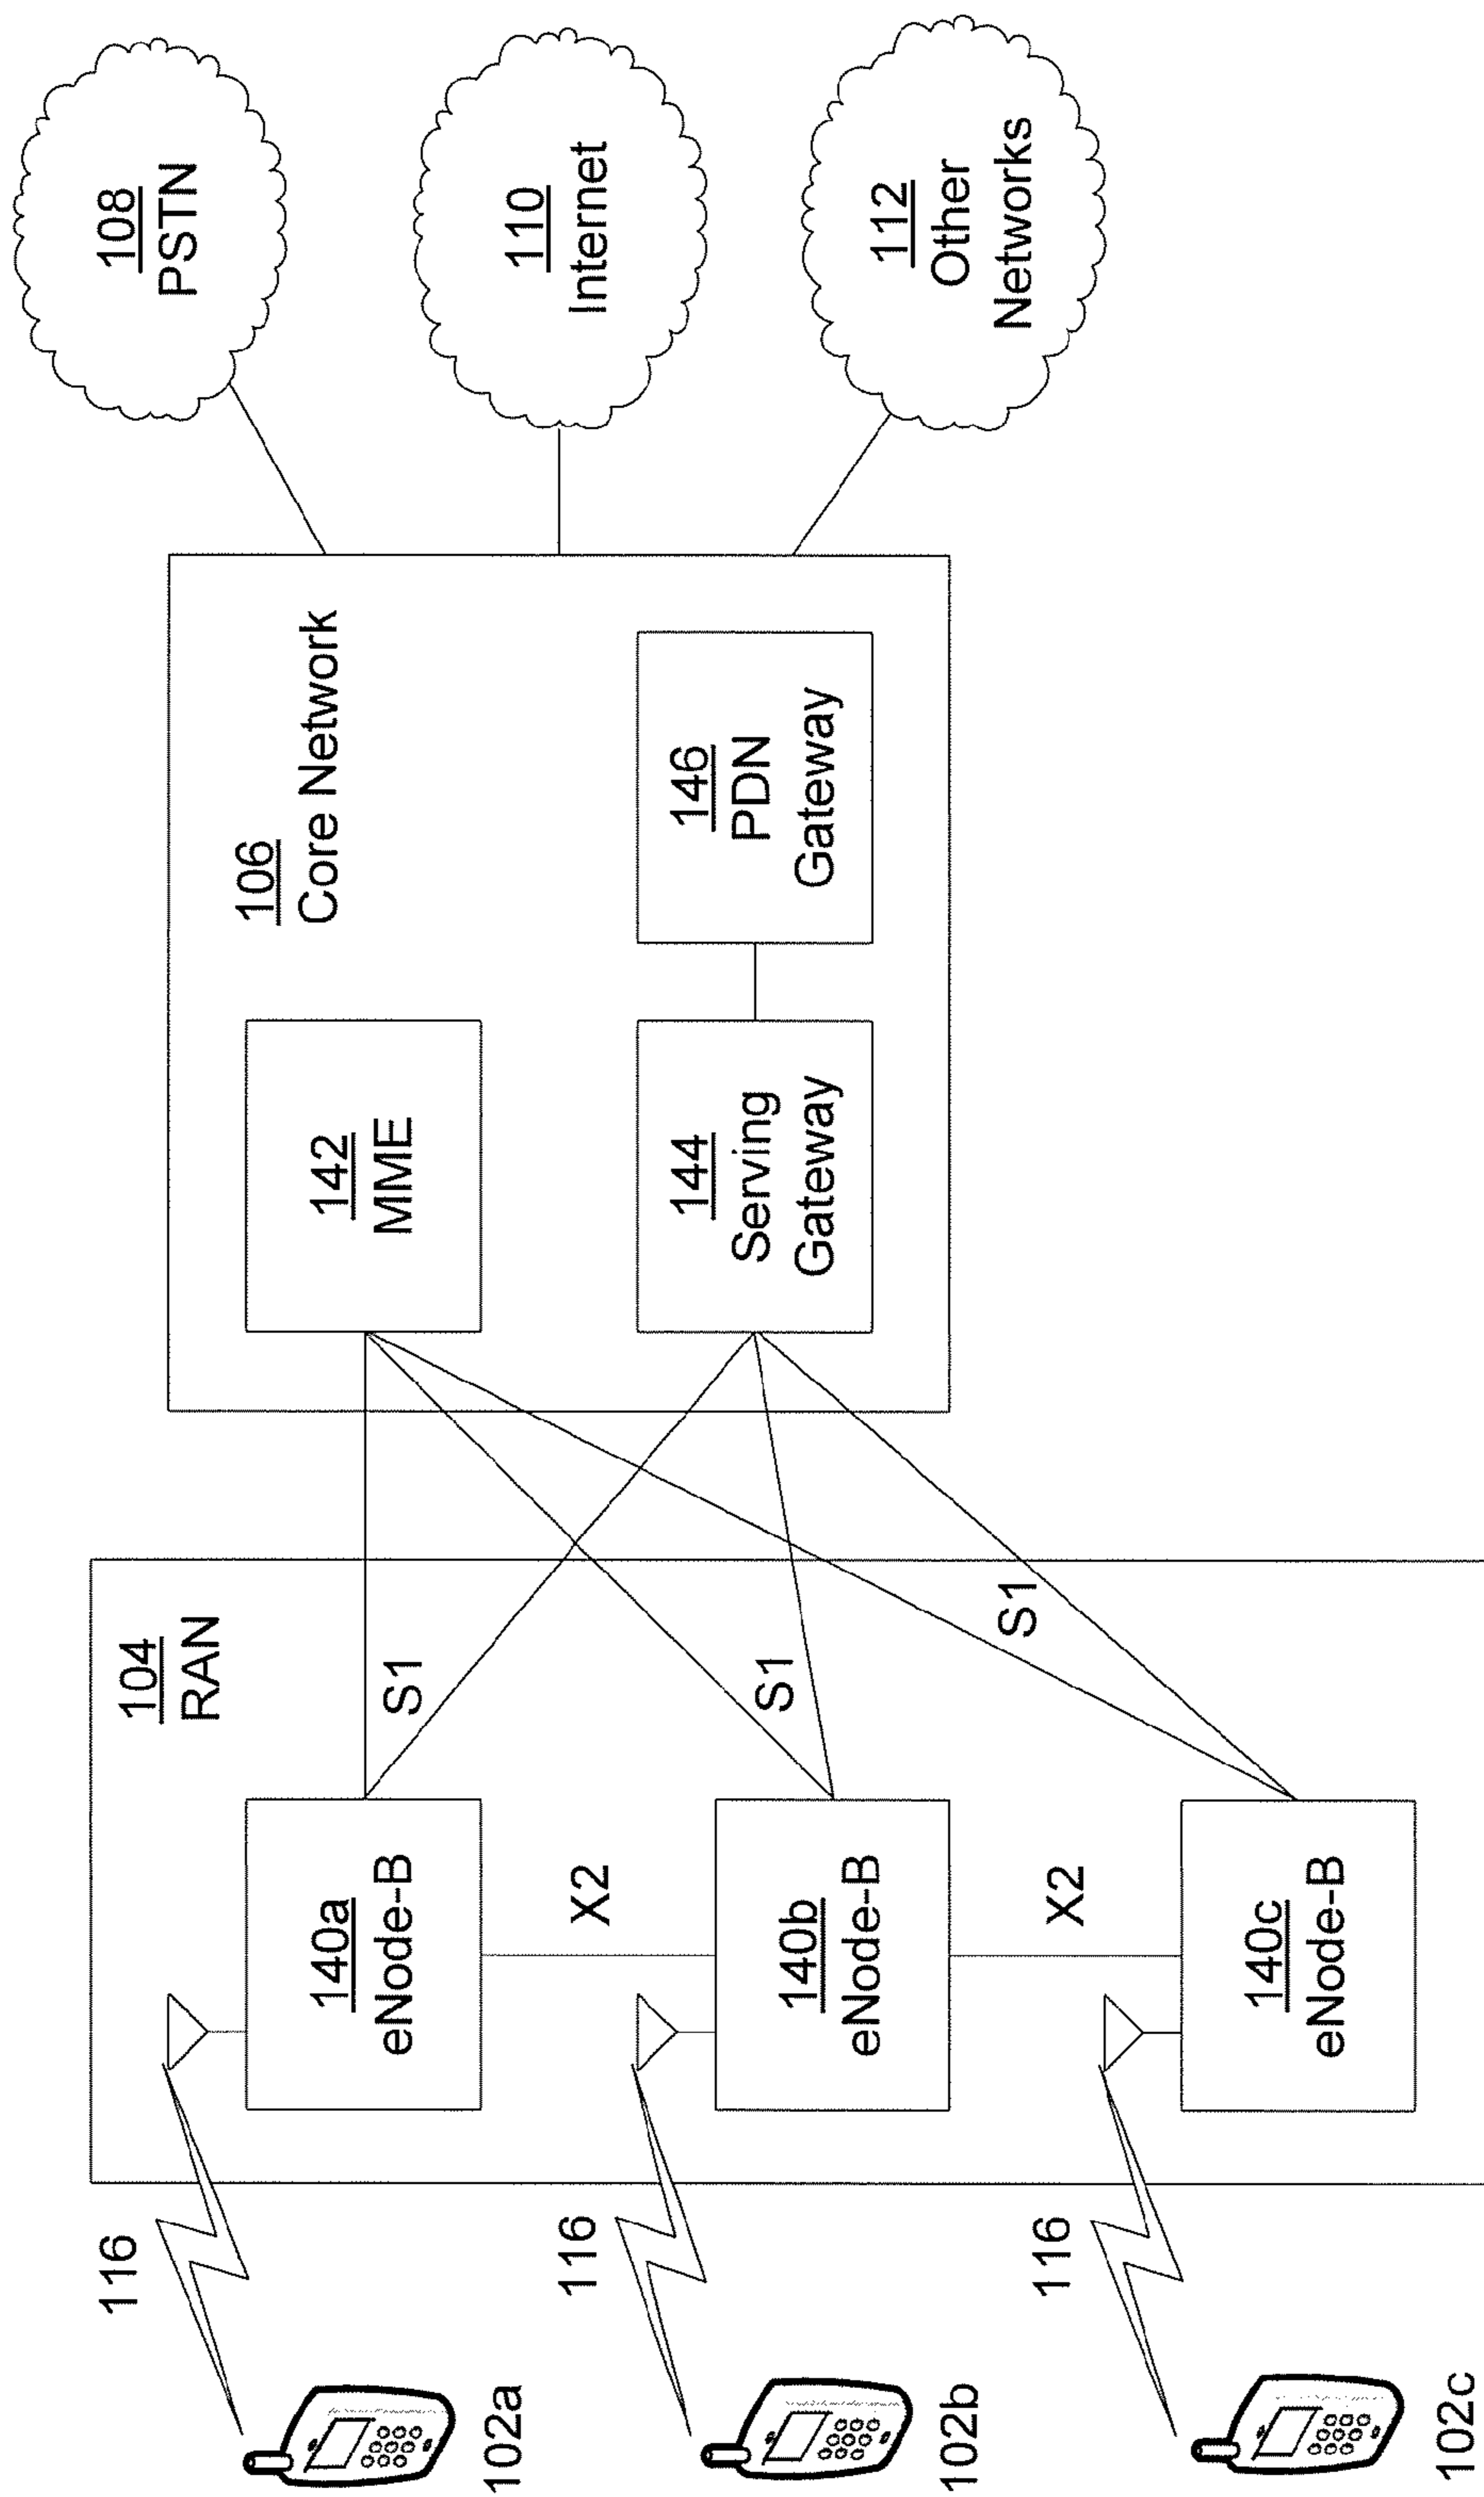 102a
116
104
RAN
140a
eNode-B
S1
142
MME
106
Core Network
108
PSTN
X2
102b
116
140b
eNode-B
S1
144
Serving
Gateway
146
PDN
Gateway
110
Internet
X2
102c
116
140c
eNode-B
S1
112
Other
Networks